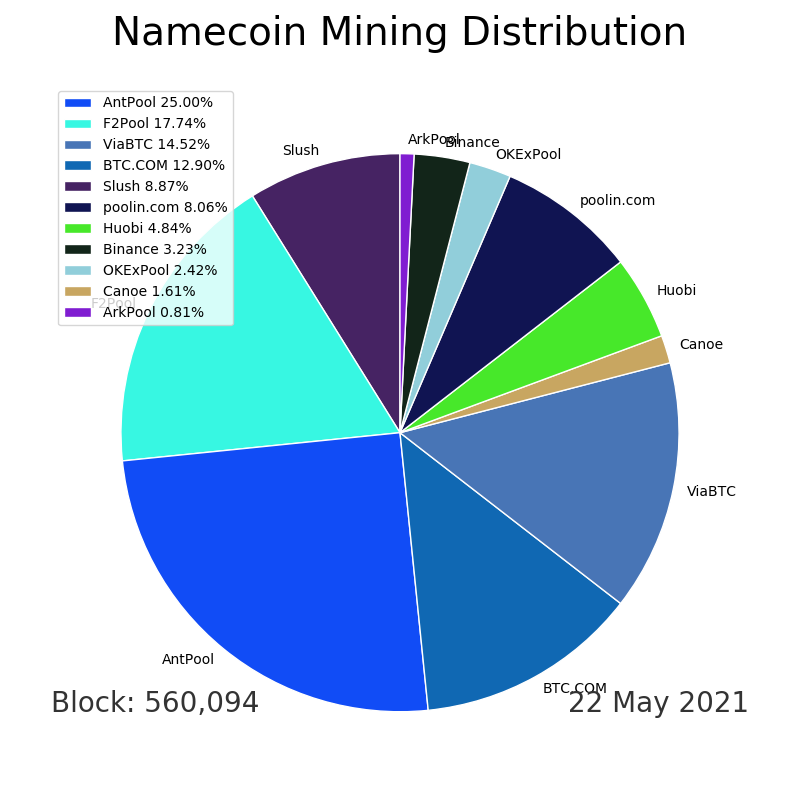 Namecoin Mining Distribution
AntPool 25.00%
F2Pool 17.74%
ViaBTC 14.52%
BTC.COM 12.90%
Slush 8.87%
poolin.com 8.06%
Huobi 4.84%
Binance 3.23%
OKExPool 2.42%
Canoe 1.61%
ArkPool 0.81%
Slush
ArkPool
Binance
OKExPool
poolin.com
Huobi
Canoe
ViaBTC
BTC.COM
AntPool
F2Pool
Block: 560,094
22 May 2021